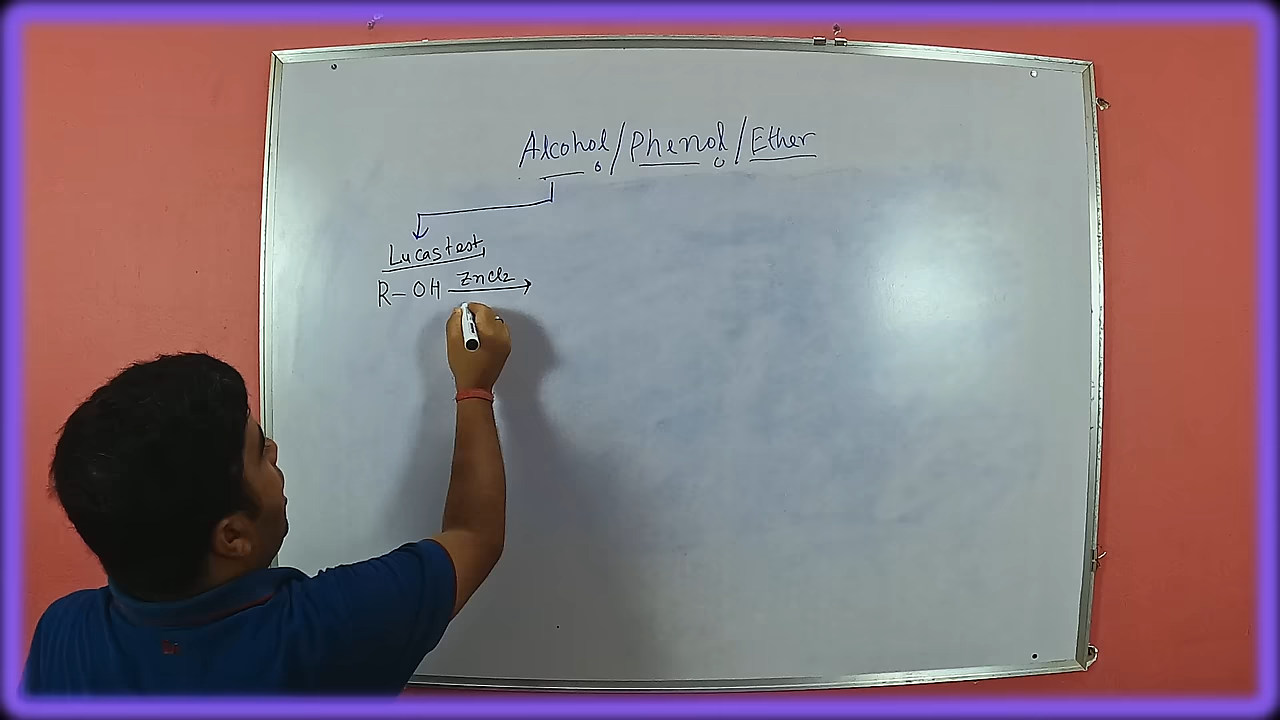 Alcohol/Phenol/Ether
Lucas test,
ZnCl₂
R-OH →